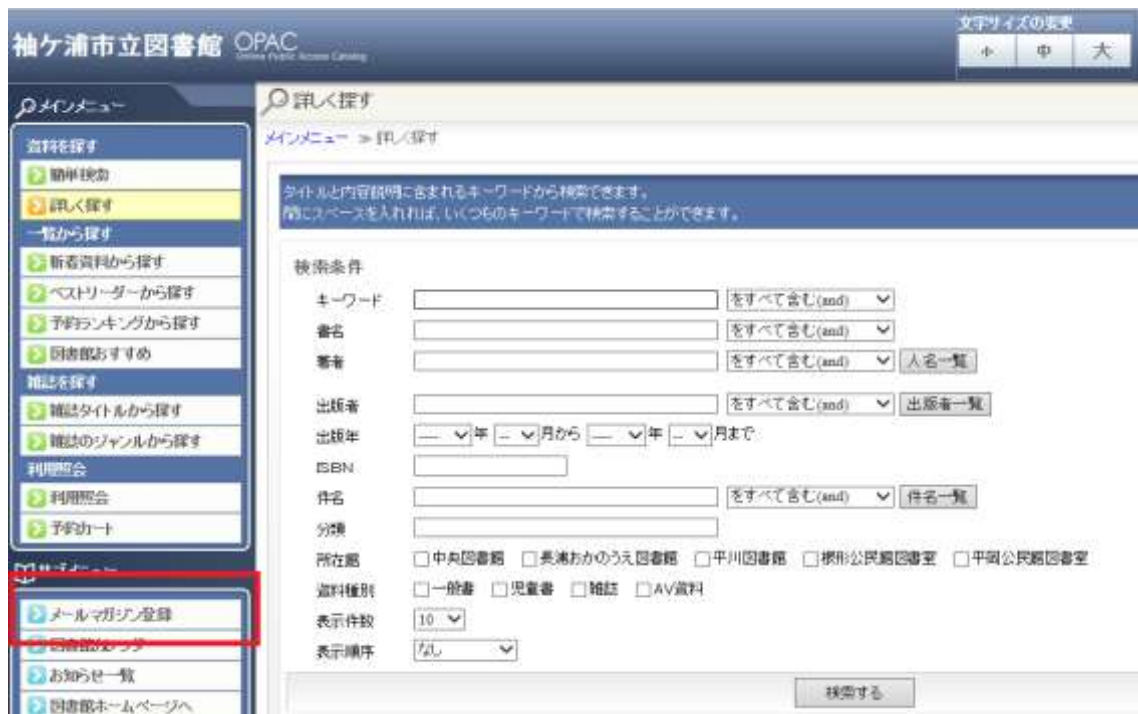 袖ケ浦市立図書館 OPAC
Online Public Access Catalog
文字サイズの変更
小 中 大
メインメニュー
資料を探す
簡単検索
詳しく探す
一覧から探す
新着資料から探す
ベストリーダーから探す
予約ランキングから探す
図書館おすすめ
雑誌を探す
雑誌タイトルから探す
雑誌のジャンルから探す
利用照会
利用照会
予約カート
サブメニュー
メールマガジン登録
図書館カレンダー
お知らせ一覧
図書館ホームページへ
詳しく探す
メインメニュー ≫ 詳しく探す
タイトルと内容説明に含まれるキーワードから検索できます。
間にスペースを入れれば、いくつものキーワードで検索することができます。
検索条件
キーワード をすべて含む(and)
書名 をすべて含む(and)
著者 をすべて含む(and) 人名一覧
出版者 をすべて含む(and) 出版者一覧
出版年 ---- 年 -- 月から ---- 年 -- 月まで
ISBN
件名 をすべて含む(and) 件名一覧
分類
所在館 中央図書館 長浦おかのうえ図書館 平川図書館 根形公民館図書室 平岡公民館図書室
資料種別 一般書 児童書 雑誌 AV資料
表示件数 10
表示順序 なし
検索する